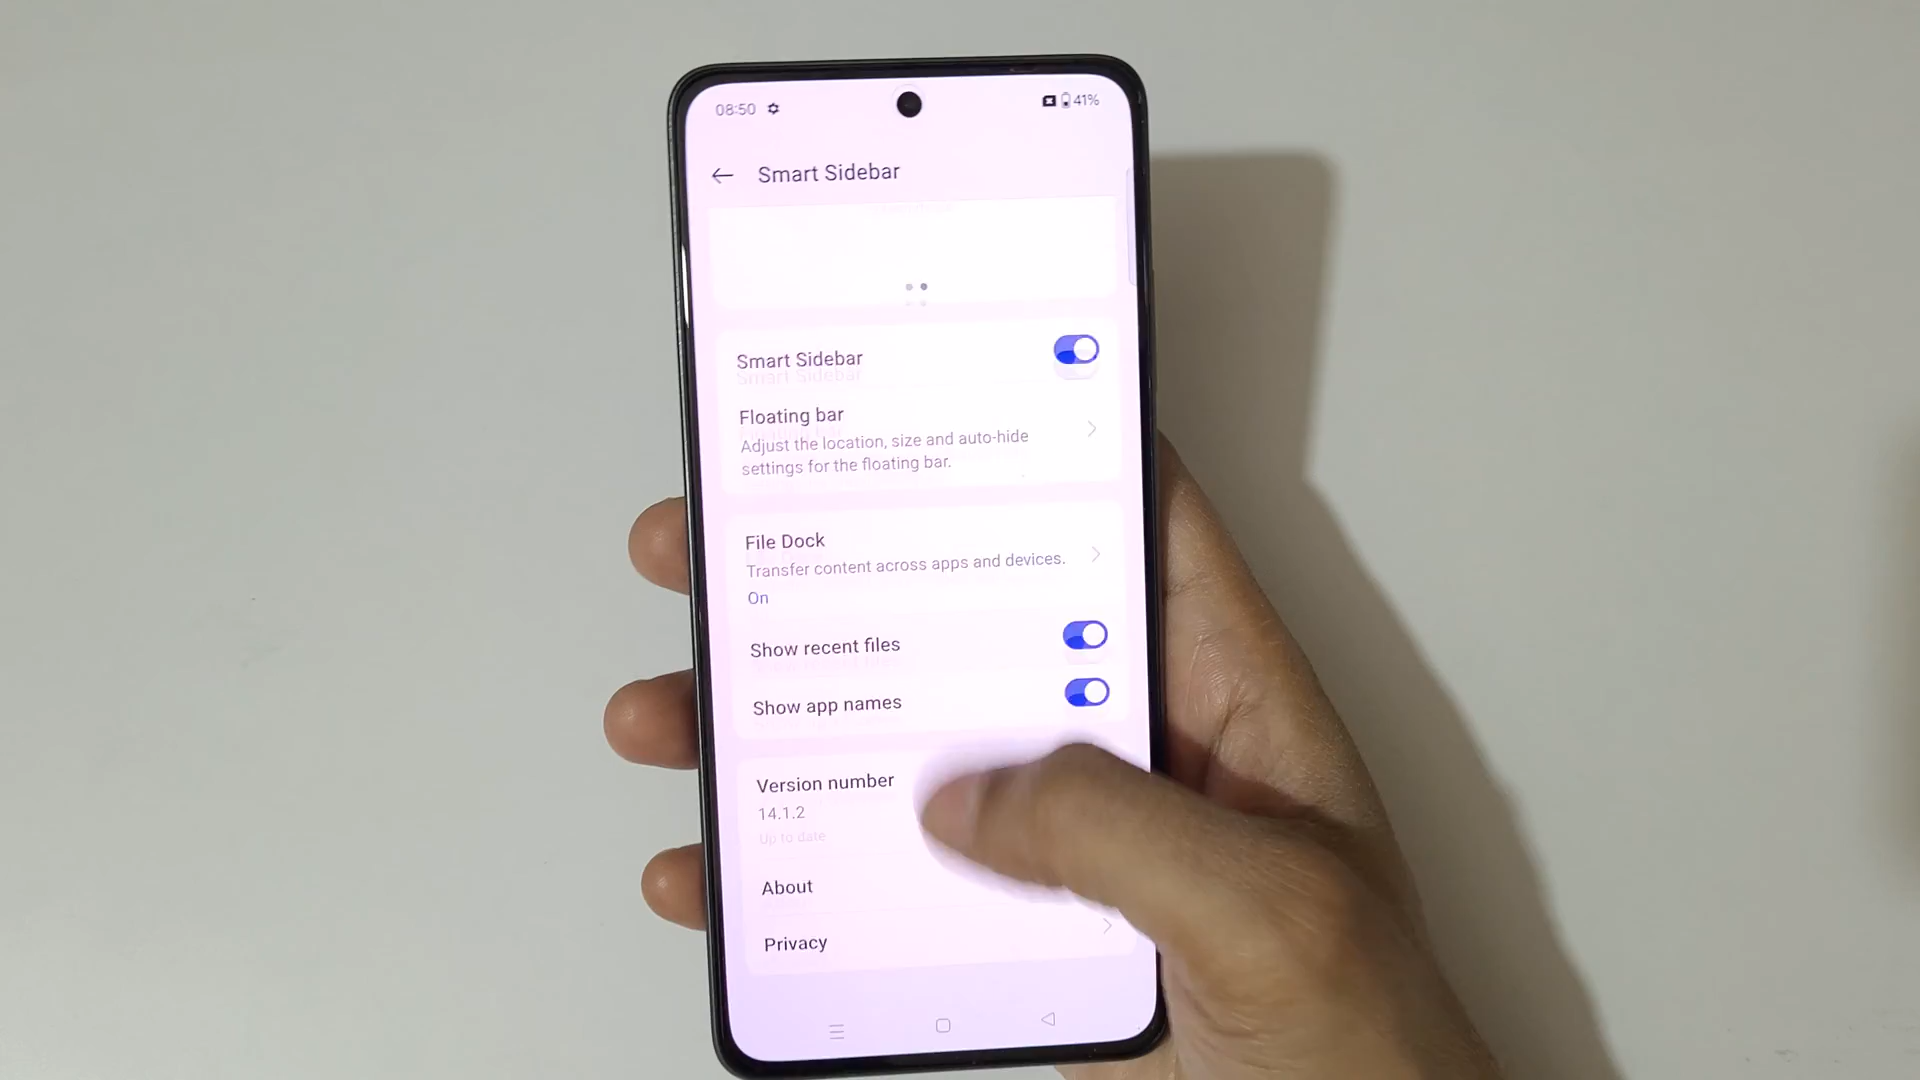 08:50
41%
Smart Sidebar
Smart Sidebar
Floating bar
Adjust the location, size and auto-hide
settings for the floating bar.
File Dock
Transfer content across apps and devices.
On
Show recent files
Show app names
Version number
14.1.2
Up to date
About
Privacy